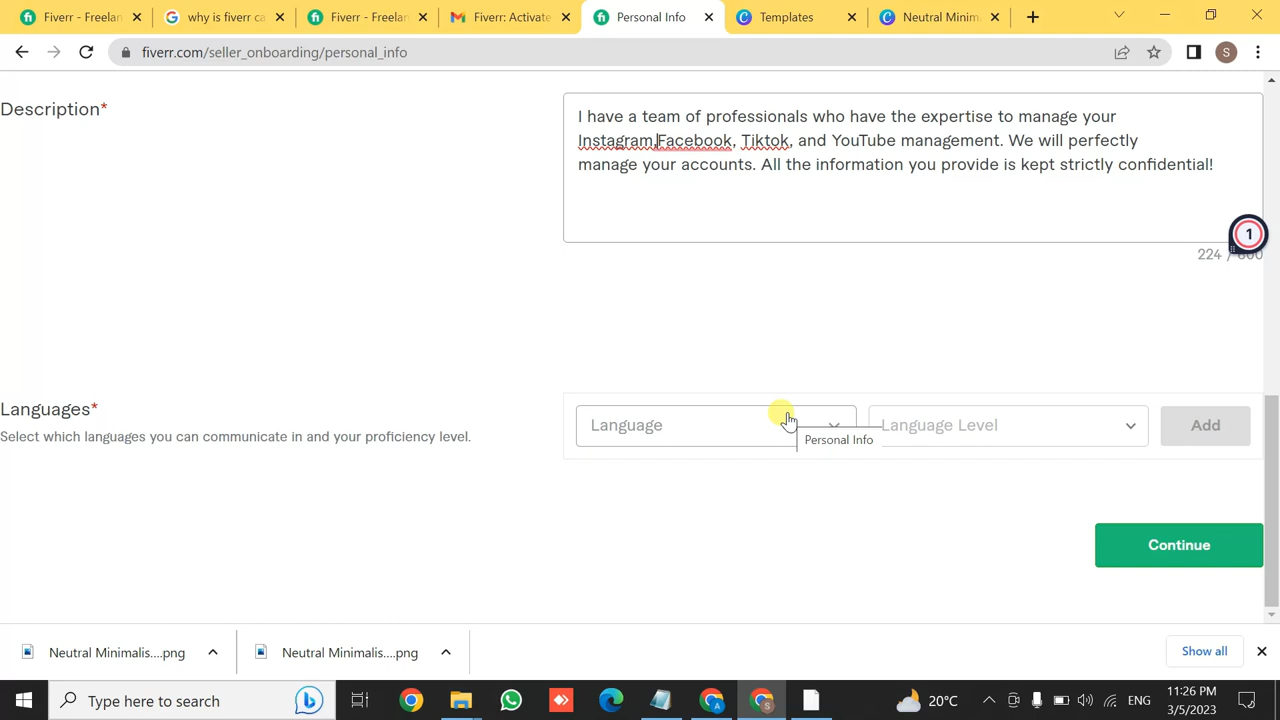 Fiverr - Freelan
why is fiverr ca
Fiverr - Freelan
Fiverr: Activate
Personal Info
Templates
Neutral Minim
fiverr.com/seller_onboarding/personal_info
S
Description*
I have a team of professionals who have the expertise to manage your
Instagram,Facebook, Tiktok, and YouTube management. We will perfectly
manage your accounts. All the information you provide is kept strictly confidential!
1
224 / 600
Languages*
Select which languages you can communicate in and your proficiency level.
Language
Language Level
Add
Personal Info
Continue
Neutral Minimalis....png
Neutral Minimalis....png
Show all
Type here to search
20°C
ENG
11:26 PM
3/5/2023